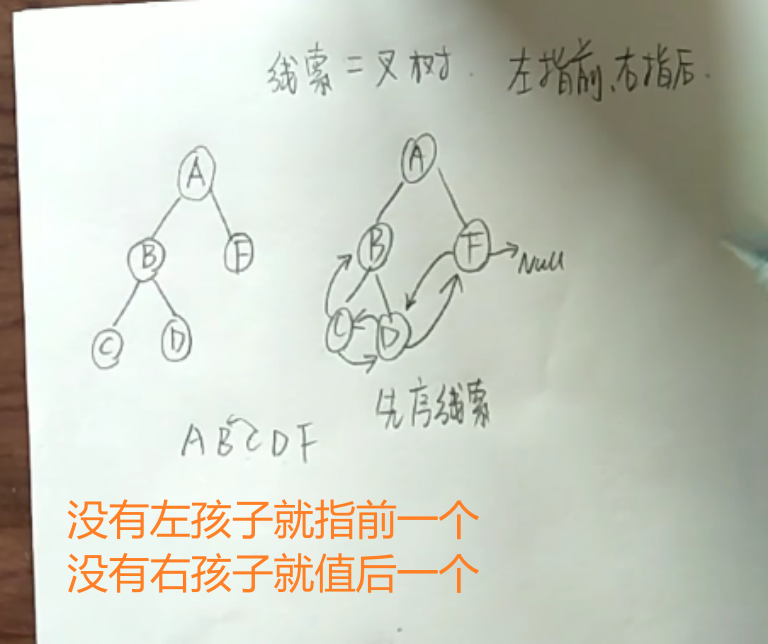 线索二叉树. 左指前、右指后.
A
A
B
F
B
F
Null
C
D
C
D
先序线索
A B C D F
没有左孩子就指前一个
没有右孩子就值后一个